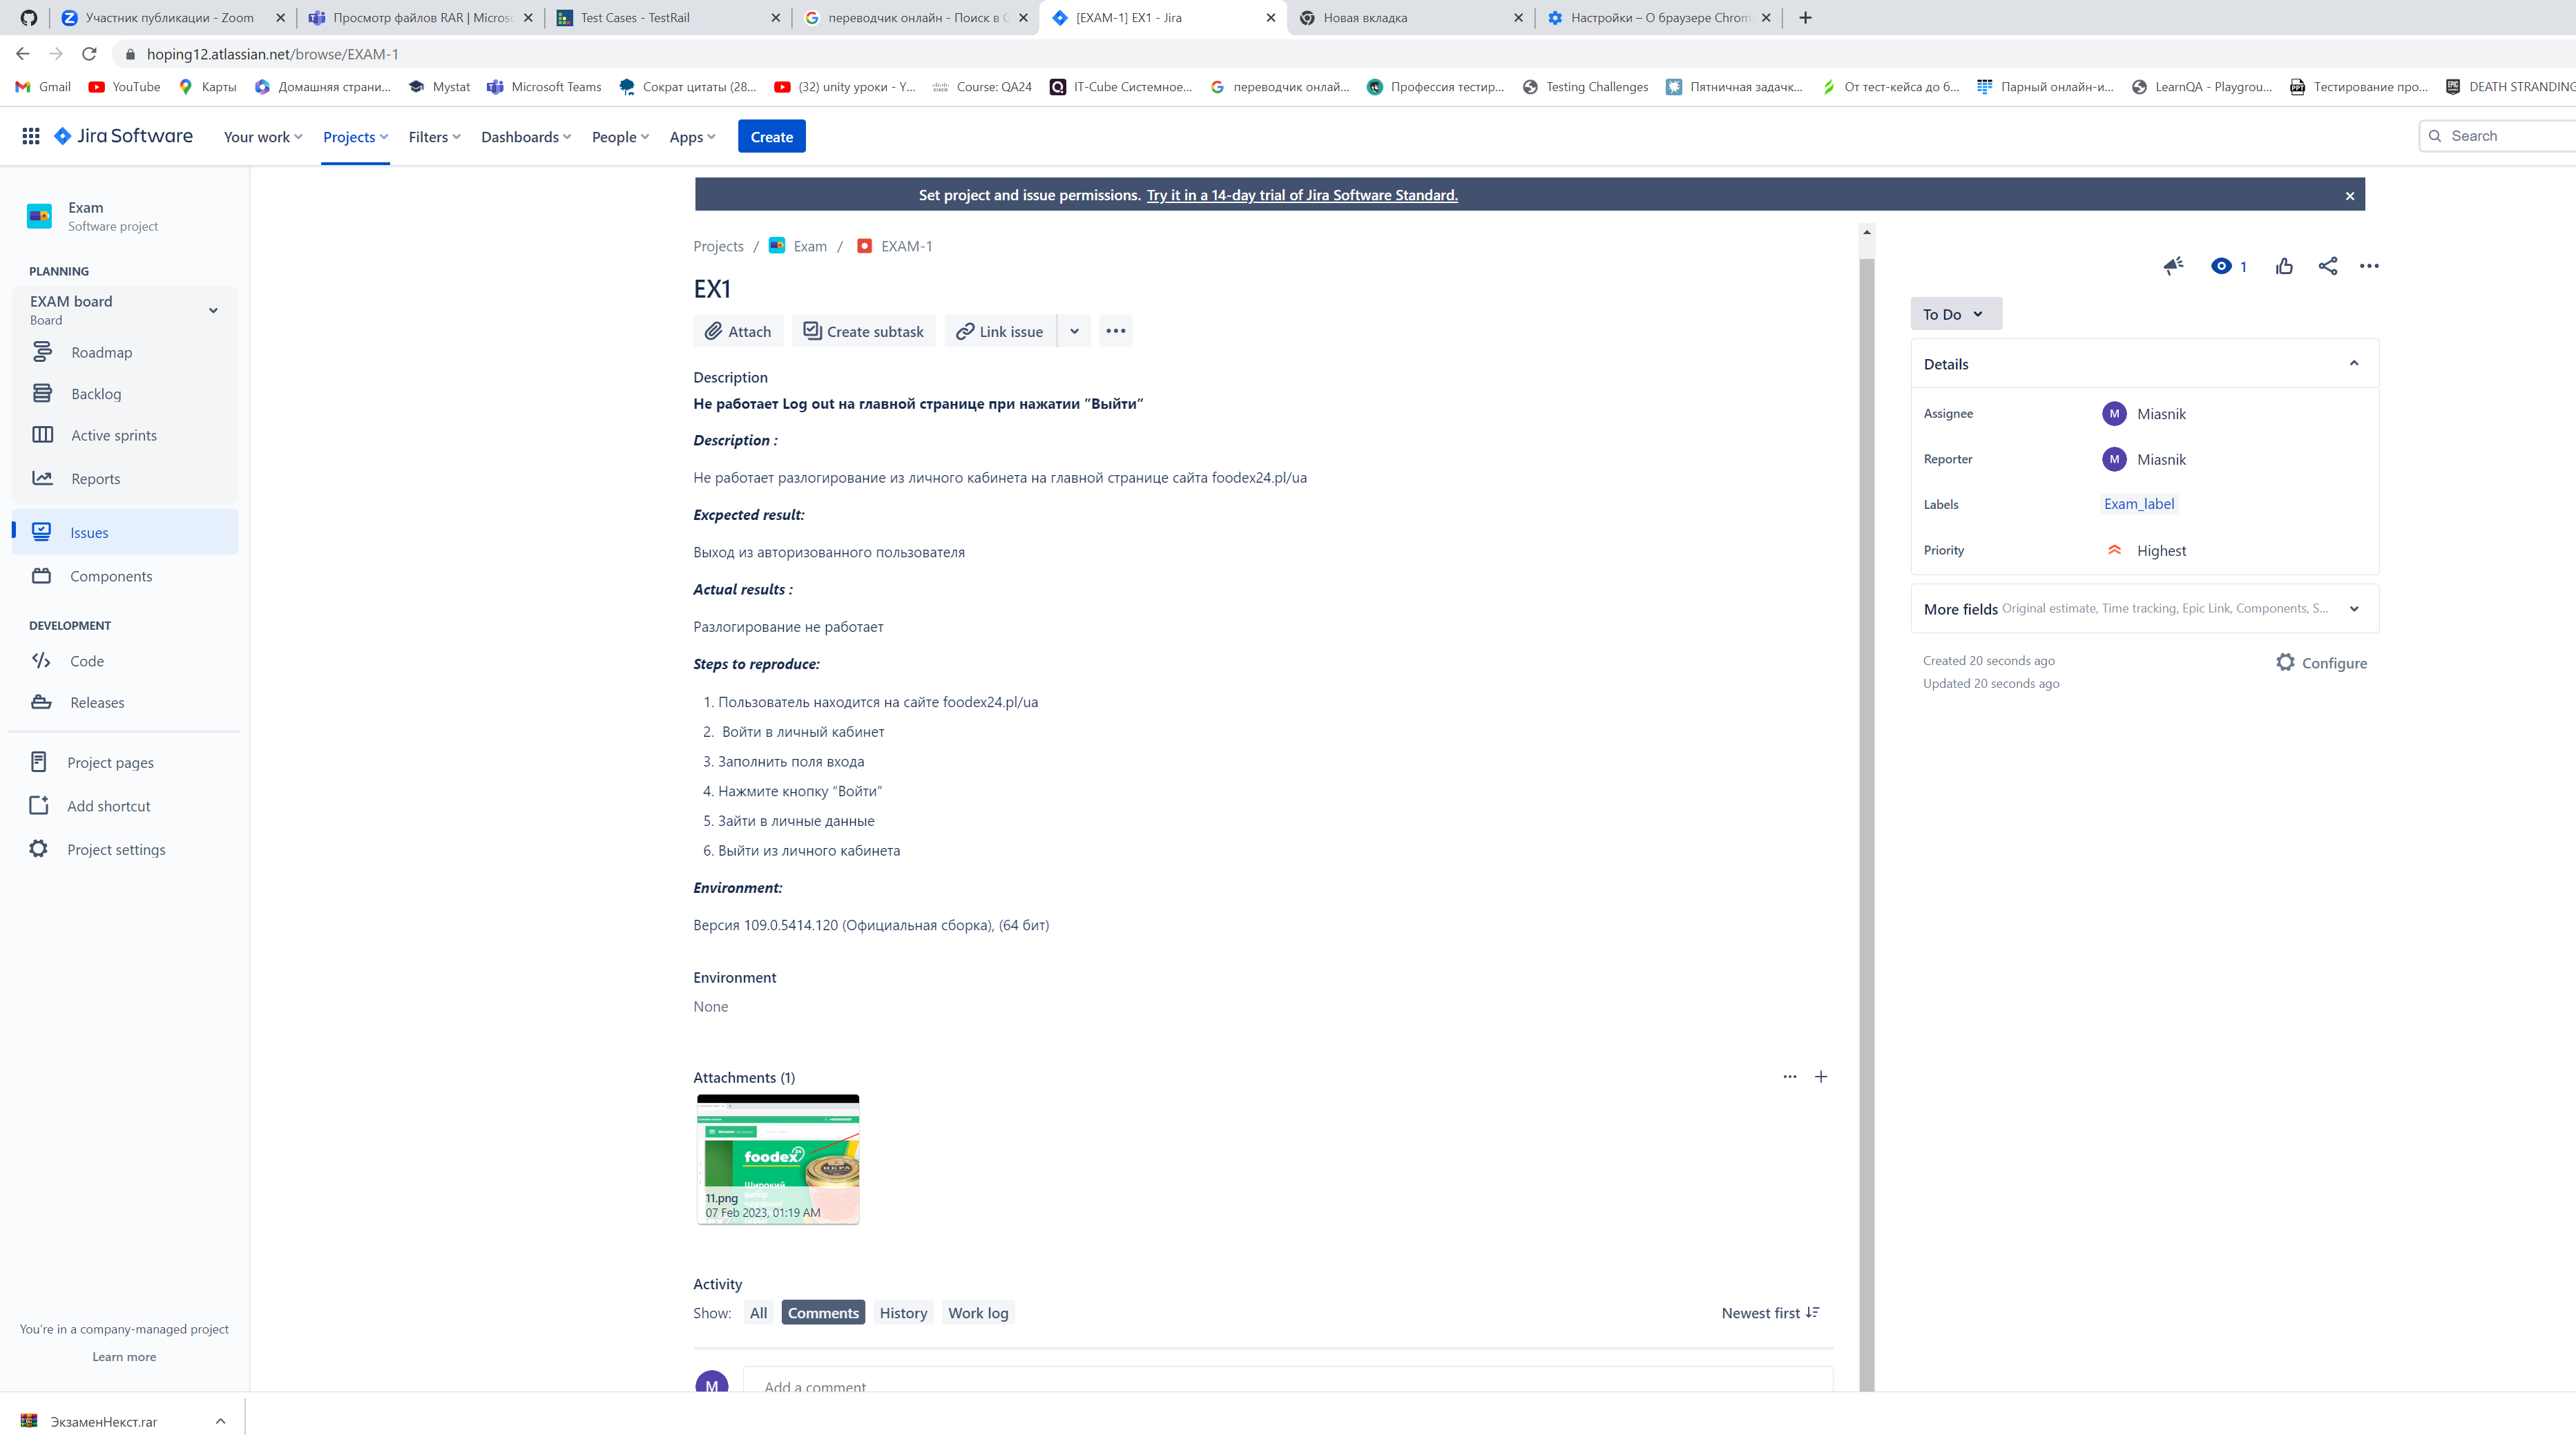 Участник публикации - Zoom
Просмотр файлов RAR | Microsо
Test Cases - TestRail
переводчик онлайн - Поиск в G
[EXAM-1] EX1 - Jira
Новая вкладка
Настройки – О браузере Chrom
hoping12.atlassian.net/browse/EXAM-1
Gmail
YouTube
Карты
Домашняя страни...
Mystat
Microsoft Teams
Сократ цитаты (28...
(32) unity уроки - Y...
Course: QA24
IT-Cube Системное...
переводчик онлай...
Профессия тестир...
Testing Challenges
Пятничная задачк...
От тест-кейса до б...
Парный онлайн-и...
LearnQA - Playgrou...
Тестирование про...
DEATH STRANDING
Jira Software
Your work
Projects
Filters
Dashboards
People
Apps
Create
Search
Exam
Software project
PLANNING
EXAM board
Board
Roadmap
Backlog
Active sprints
Reports
Issues
Components
DEVELOPMENT
Code
Releases
Project pages
Add shortcut
Project settings
You're in a company-managed project
Learn more
Set project and issue permissions. Try it in a 14-day trial of Jira Software Standard.
Projects / Exam / EXAM-1
EX1
Attach
Create subtask
Link issue
Description
Не работает Log out на главной странице при нажатии “Выйти”
Description :
Не работает разлогирование из личного кабинета на главной странице сайта foodex24.pl/ua
Excpected result:
Выход из авторизованного пользователя
Actual results :
Разлогирование не работает
Steps to reproduce:
1. Пользователь находится на сайте foodex24.pl/ua
2. Войти в личный кабинет
3. Заполнить поля входа
4. Нажмите кнопку “Войти”
5. Зайти в личные данные
6. Выйти из личного кабинета
Environment:
Версия 109.0.5414.120 (Официальная сборка), (64 бит)
Environment
None
Attachments (1)
foodex24
Широкий
вибір
11.png
07 Feb 2023, 01:19 AM
Activity
Show:
All
Comments
History
Work log
Newest first
M
Add a comment...
1
To Do
Details
Assignee
M
Miasnik
Reporter
M
Miasnik
Labels
Exam_label
Priority
Highest
More fields
Original estimate, Time tracking, Epic Link, Components, S...
Created 20 seconds ago
Updated 20 seconds ago
Configure
ЭкзаменНекст.rar